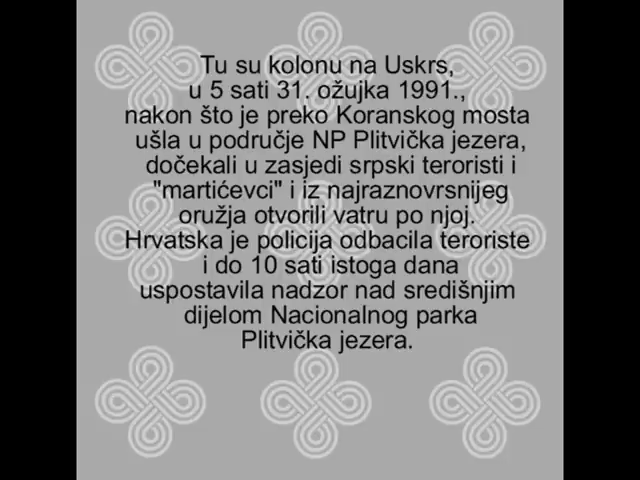 Tu su kolonu na Uskrs,
u 5 sati 31. ožujka 1991.,
nakon što je preko Koranskog mosta
ušla u područje NP Plitvička jezera,
dočekali u zasjedi srpski teroristi i
"martićevci" i iz najraznovrsnijeg
oružja otvorili vatru po njoj.
Hrvatska je policija odbacila teroriste
i do 10 sati istoga dana
uspostavila nadzor nad središnjim
dijelom Nacionalnog parka
Plitvička jezera.